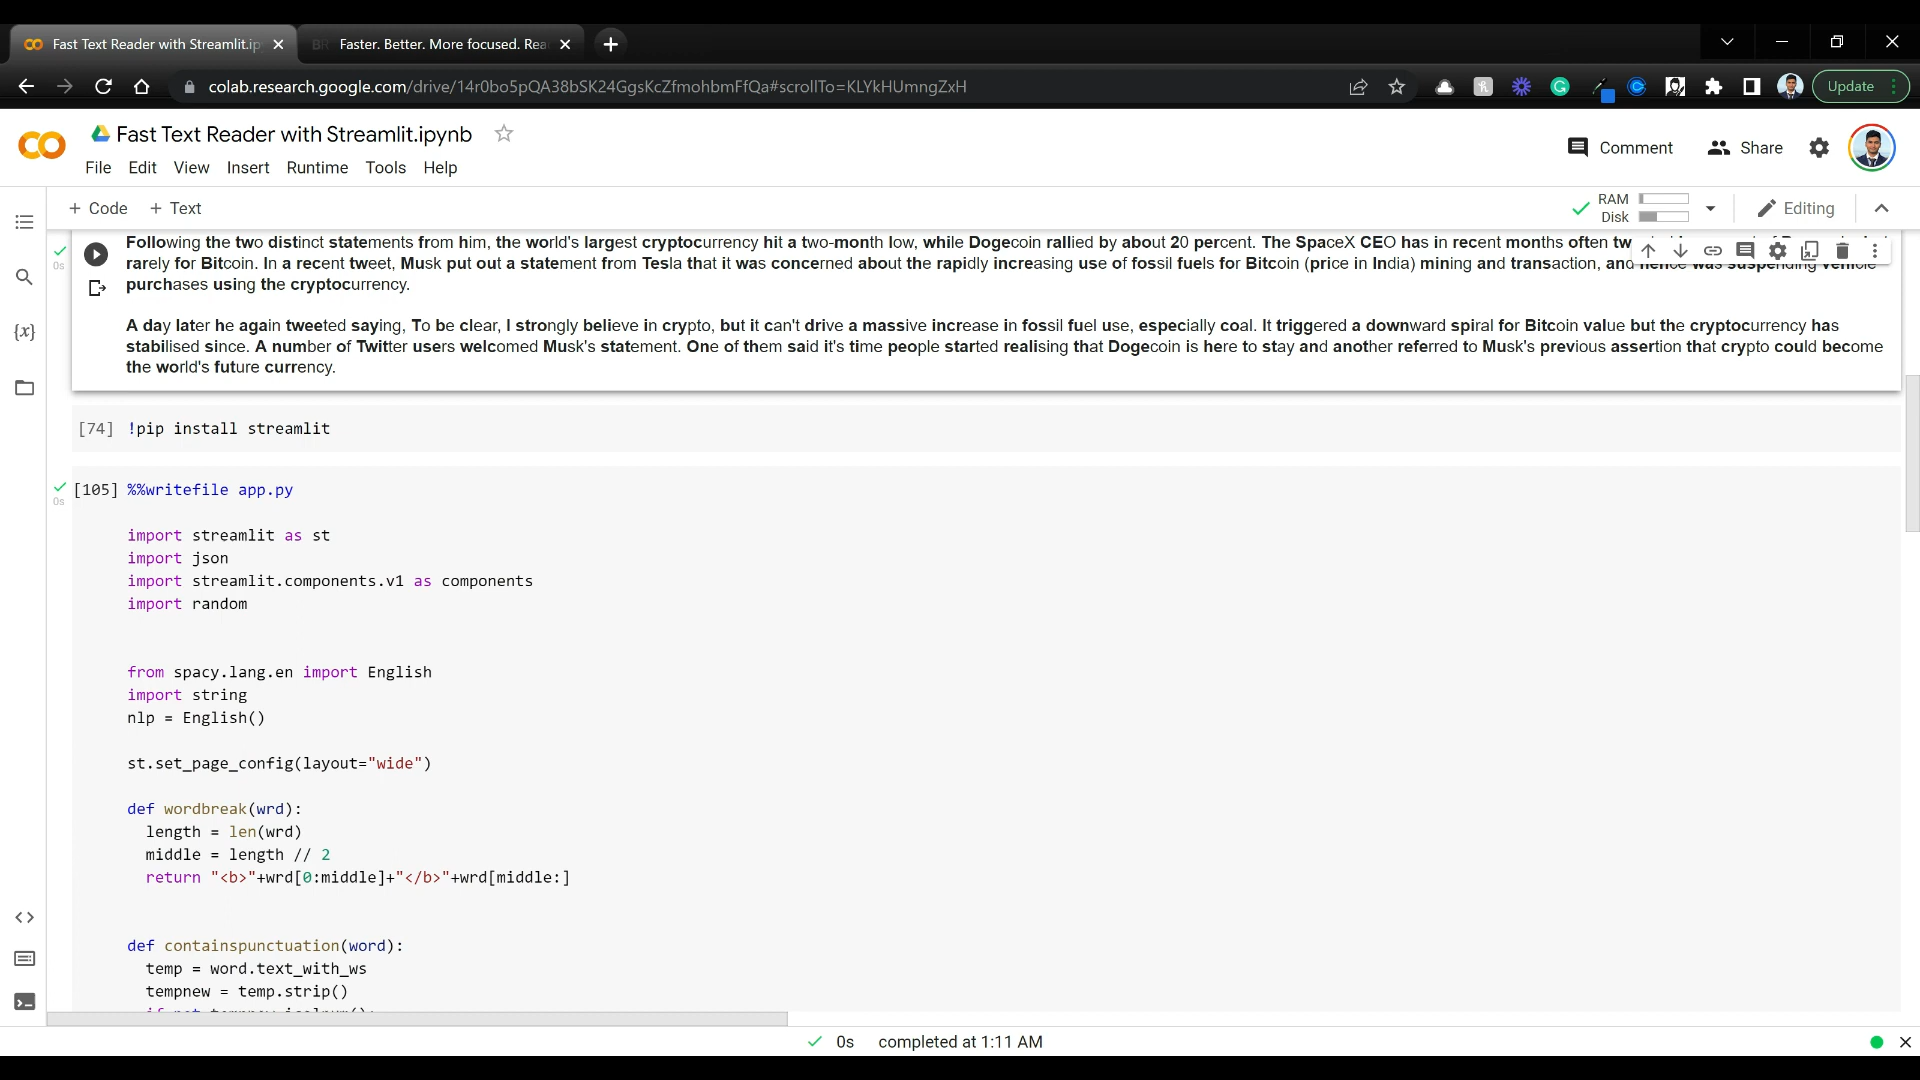 Fast Text Reader with Streamlit.ip
BR Faster. Better. More focused. Rea
colab.research.google.com/drive/14r0bo5pQA38bSK24GgsKcZfmohbmFfQa#scrollTo=KLYkHUmngZxH
Update
Fast Text Reader with Streamlit.ipynb
Comment
Share
File Edit View Insert Runtime Tools Help
+ Code + Text
RAM
Disk
Editing
0s
Following the two distinct statements from him, the world's largest cryptocurrency hit a two-month low, while Dogecoin rallied by about 20 percent. The SpaceX CEO has in recent months often tw
rarely for Bitcoin. In a recent tweet, Musk put out a statement from Tesla that it was concerned about the rapidly increasing use of fossil fuels for Bitcoin (price in India) mining and transaction, and hence was suspending vehicle
purchases using the cryptocurrency.
A day later he again tweeted saying, To be clear, I strongly believe in crypto, but it can't drive a massive increase in fossil fuel use, especially coal. It triggered a downward spiral for Bitcoin value but the cryptocurrency has
stabilised since. A number of Twitter users welcomed Musk's statement. One of them said it's time people started realising that Dogecoin is here to stay and another referred to Musk's previous assertion that crypto could become
the world's future currency.
[74] !pip install streamlit
[105] %%writefile app.py
0s
import streamlit as st
import json
import streamlit.components.v1 as components
import random
from spacy.lang.en import English
import string
nlp = English()
st.set_page_config(layout="wide")
def wordbreak(wrd):
length = len(wrd)
middle = length // 2
return "<b>"+wrd[0:middle]+"</b>"+wrd[middle:]
def containspunctuation(word):
temp = word.text_with_ws
tempnew = temp.strip()
0s completed at 1:11 AM